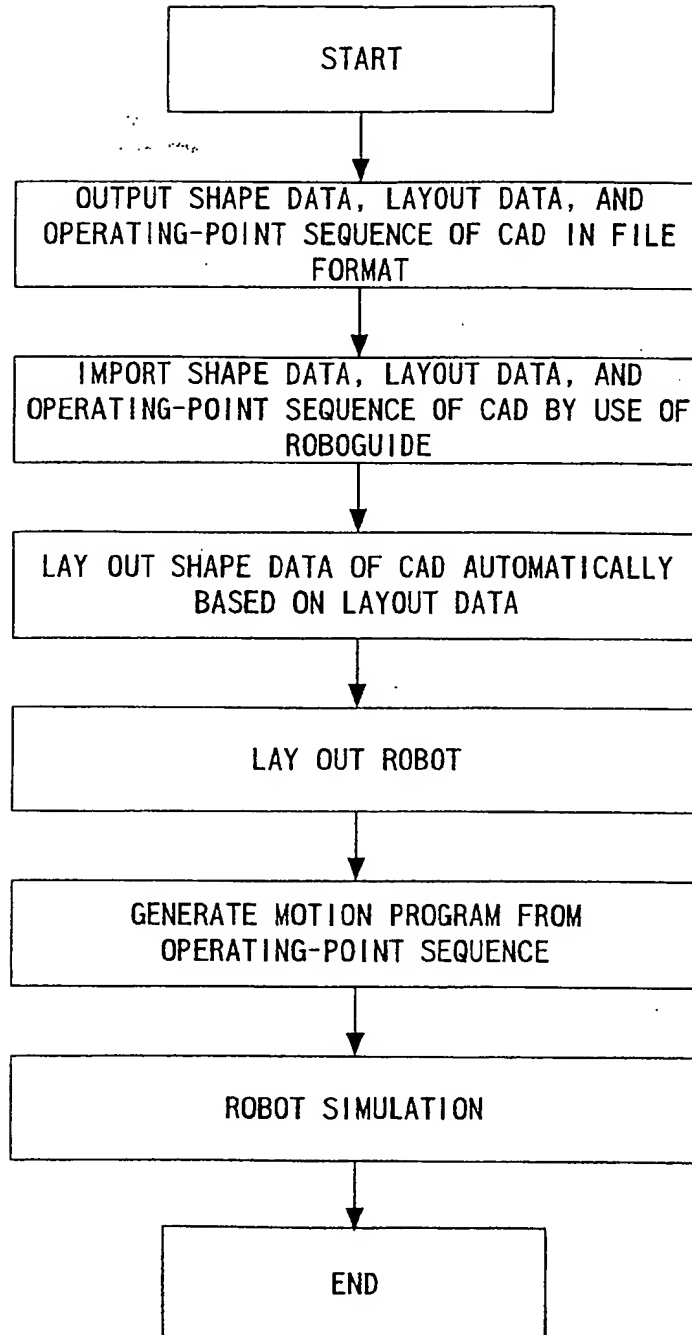 START
OUTPUT SHAPE DATA, LAYOUT DATA, AND
OPERATING-POINT SEQUENCE OF CAD IN FILE
FORMAT
IMPORT SHAPE DATA, LAYOUT DATA, AND
OPERATING-POINT SEQUENCE OF CAD BY USE OF
ROBOGUIDE
LAY OUT SHAPE DATA OF CAD AUTOMATICALLY
BASED ON LAYOUT DATA
LAY OUT ROBOT
GENERATE MOTION PROGRAM FROM
OPERATING-POINT SEQUENCE
ROBOT SIMULATION
END